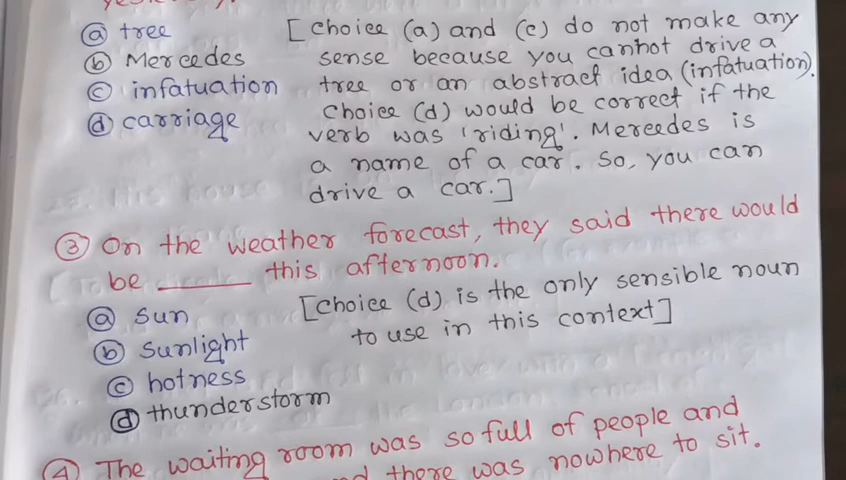 ⓐ tree [Choice (a) and (c) do not make any
ⓑ Mercedes sense because you cannot drive a
ⓒ infatuation tree or an abstract idea (infatuation).
ⓓ carriage Choice (d) would be correct if the
verb was 'riding'. Mercedes is
a name of a car. So, you can
drive a car.]
③ On the weather forecast, they said there would
be ______ this afternoon.
ⓐ sun [Choice (d) is the only sensible noun
ⓑ sunlight to use in this context]
ⓒ hotness
ⓓ thunderstorm
④ The waiting room was so full of people and
there was nowhere to sit.